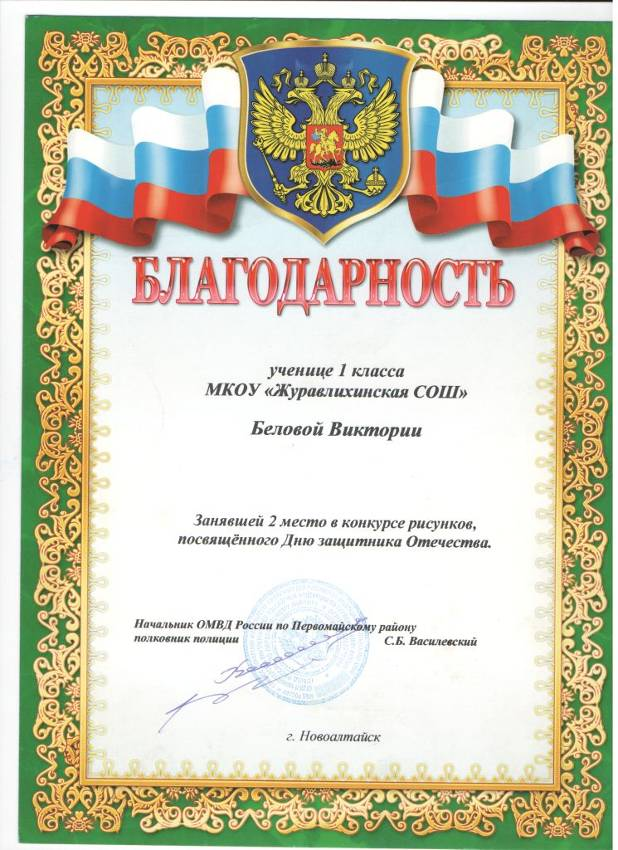 БЛАГОДАРНОСТЬ
ученице 1 класса
МКОУ «Журавлихинская СОШ»
Беловой Виктории
Занявшей 2 место в конкурсе рисунков,
посвящённого Дню защитника Отечества.
Начальник ОМВД России по Первомайскому району
полковник полиции С.Б. Василевский
г. Новоалтайск